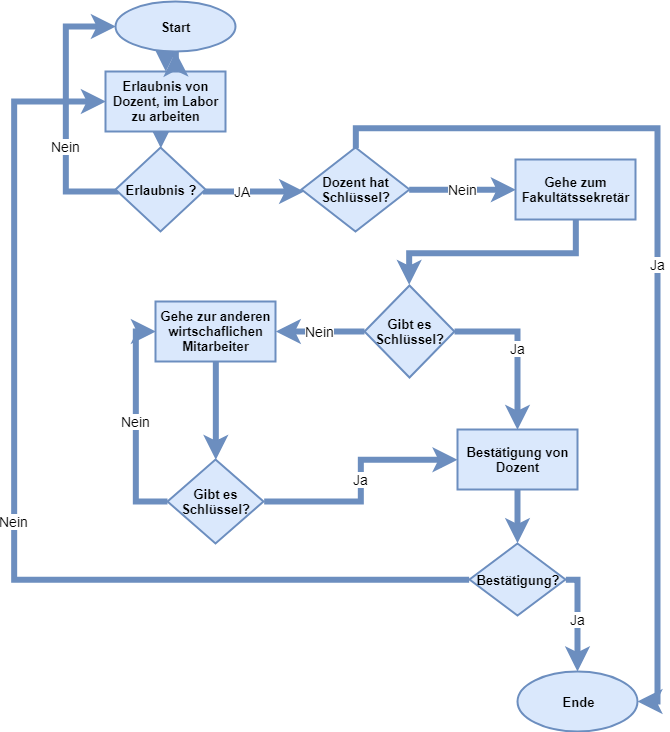 Start
Erlaubnis von
Dozent, im Labor
zu arbeiten
Nein
Erlaubnis ?
JA
Dozent hat
Schlüssel?
Nein
Gehe zum
Fakultätssekretär
Ja
Gehe zur anderen
wirtschaflichen
Mitarbeiter
Nein
Gibt es
Schlüssel?
Ja
Nein
Bestätigung von
Dozent
Gibt es
Schlüssel?
Ja
Nein
Bestätigung?
Ja
Ende